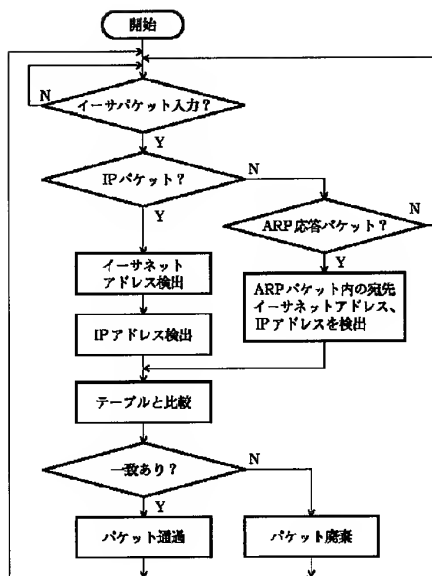 開始
イーサパケット入力?
N
Y
IPパケット?
N
Y
ARP応答パケット?
N
Y
イーサネット
アドレス検出
ARPパケット内の宛先
イーサネットアドレス、
IPアドレスを検出
IPアドレス検出
テーブルと比較
一致あり?
N
Y
パケット通過
パケット廃棄